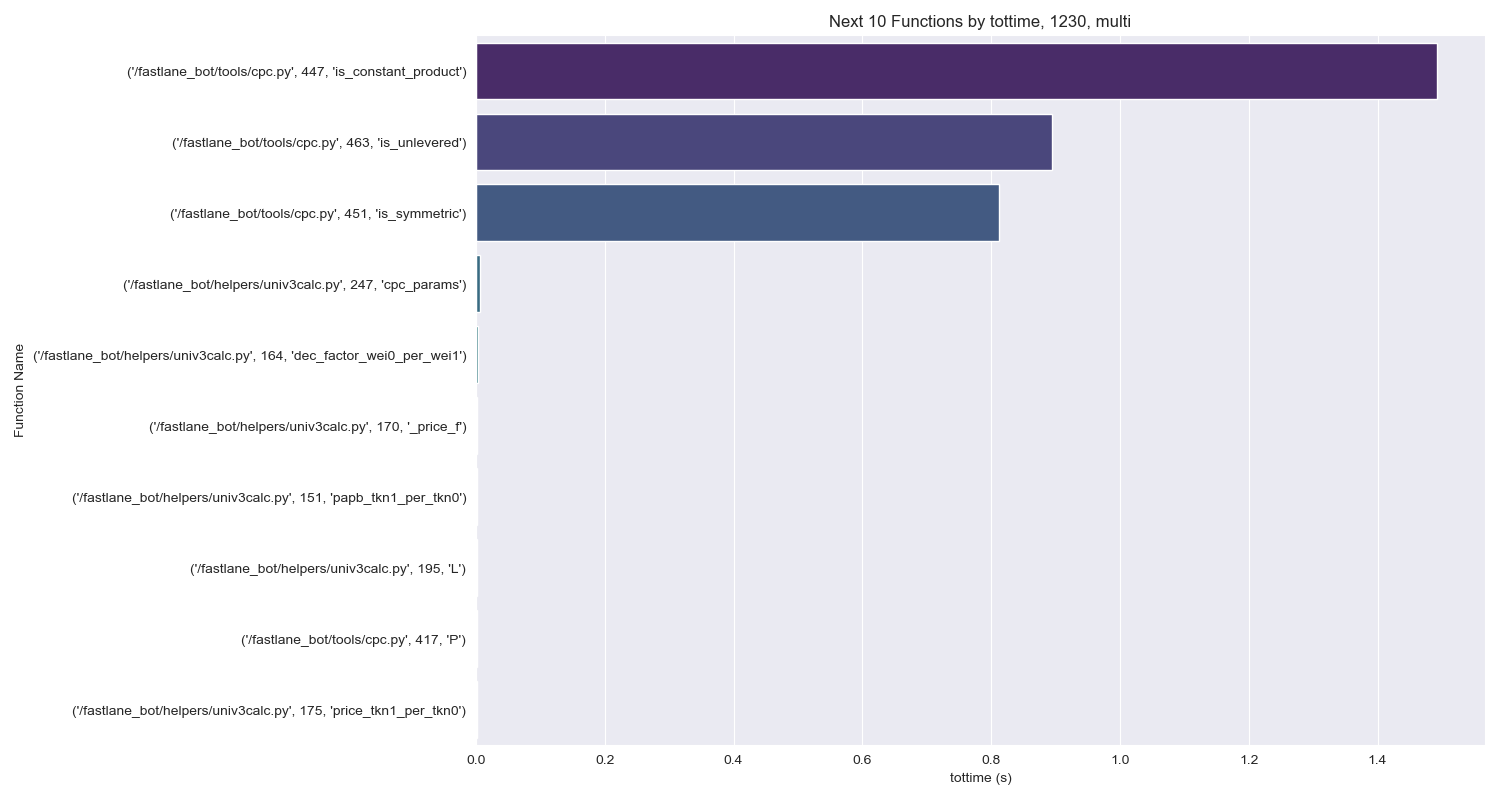 Next 10 Functions by tottime, 1230, multi
Function Name
('/fastlane_bot/tools/cpc.py', 447, 'is_constant_product')
('/fastlane_bot/tools/cpc.py', 463, 'is_unlevered')
('/fastlane_bot/tools/cpc.py', 451, 'is_symmetric')
('/fastlane_bot/helpers/univ3calc.py', 247, 'cpc_params')
('/fastlane_bot/helpers/univ3calc.py', 164, 'dec_factor_wei0_per_wei1')
('/fastlane_bot/helpers/univ3calc.py', 170, '_price_f')
('/fastlane_bot/helpers/univ3calc.py', 151, 'papb_tkn1_per_tkn0')
('/fastlane_bot/helpers/univ3calc.py', 195, 'L')
('/fastlane_bot/tools/cpc.py', 417, 'P')
('/fastlane_bot/helpers/univ3calc.py', 175, 'price_tkn1_per_tkn0')
0.0 0.2 0.4 0.6 0.8 1.0 1.2 1.4
tottime (s)